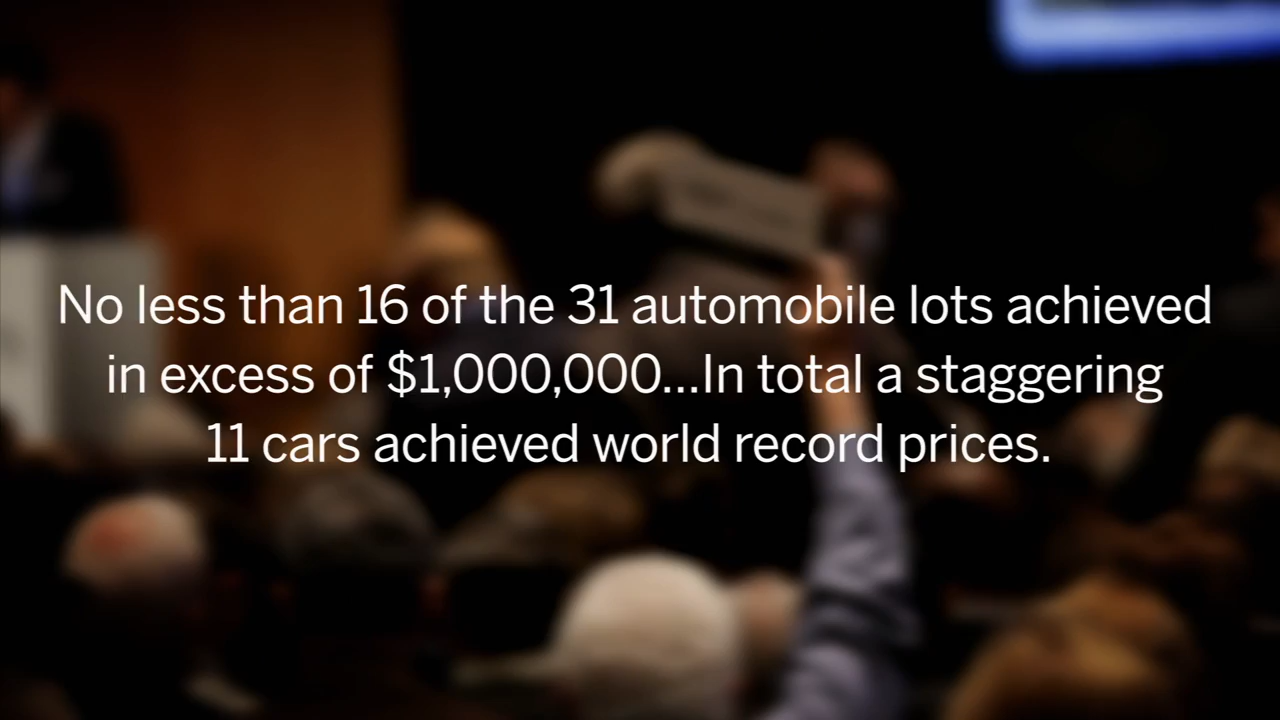 No less than 16 of the 31 automobile lots achieved
in excess of $1,000,000...In total a staggering
11 cars achieved world record prices.